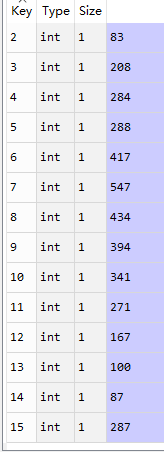 Key Type Size
2 int 1 83
3 int 1 208
4 int 1 284
5 int 1 288
6 int 1 417
7 int 1 547
8 int 1 434
9 int 1 394
10 int 1 341
11 int 1 271
12 int 1 167
13 int 1 100
14 int 1 87
15 int 1 287